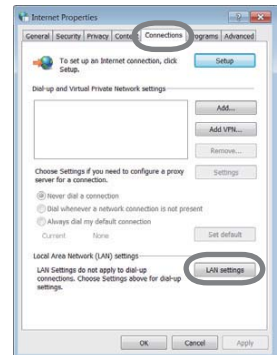 Internet Properties
General Security Privacy Content Connections Programs Advanced
To set up an Internet connection, click
Setup.
Setup
Dial-up and Virtual Private Network settings
Add...
Add VPN...
Remove...
Choose Settings if you need to configure a proxy
server for a connection.
Settings
Never dial a connection
Dial whenever a network connection is not present
Always dial my default connection
Current None
Set default
Local Area Network (LAN) settings
LAN Settings do not apply to dial-up
connections. Choose Settings above for dial-up
settings.
LAN settings
OK Cancel Apply